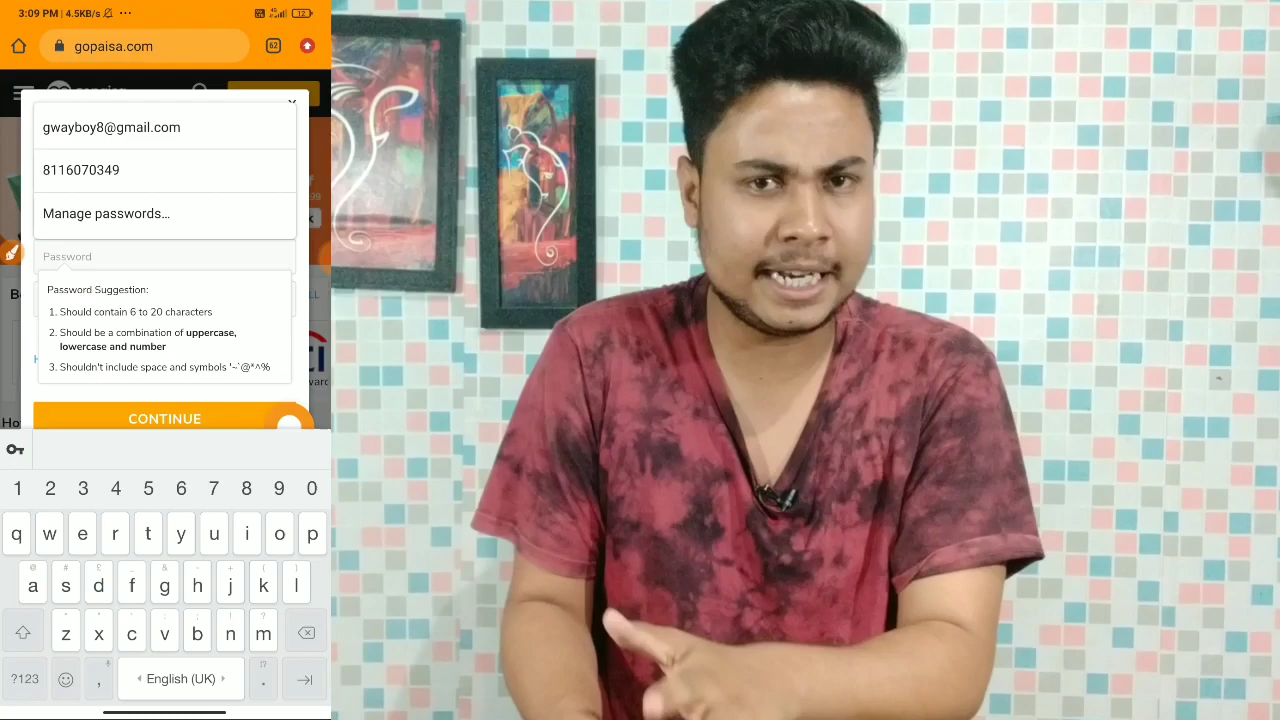 3:09 PM | 4.5KB/s
4G
12
gopaisa.com
62
gwayboy8@gmail.com
8116070349
Manage passwords…
Password
Password Suggestion:
1. Should contain 6 to 20 characters
2. Should be a combination of uppercase,
lowercase and number
3. Shouldn't include space and symbols '~`@*^%
CONTINUE
1 2 3 4 5 6 7 8 9 0
q w e r t y u i o p
a s d f g h j k l
z x c v b n m
?123 , English (UK) .